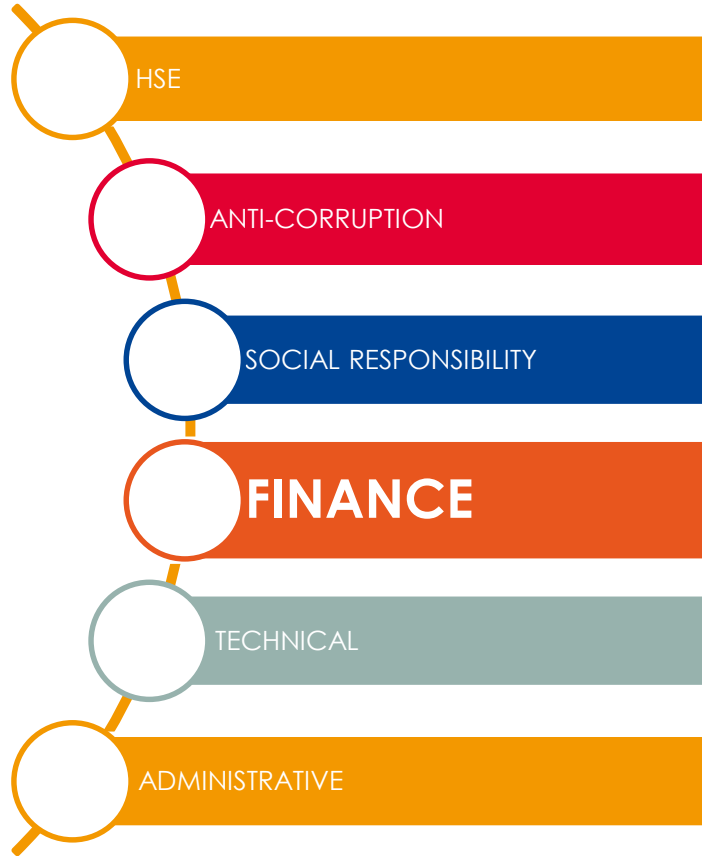 HSE
ANTI-CORRUPTION
SOCIAL RESPONSIBILITY
FINANCE
TECHNICAL
ADMINISTRATIVE